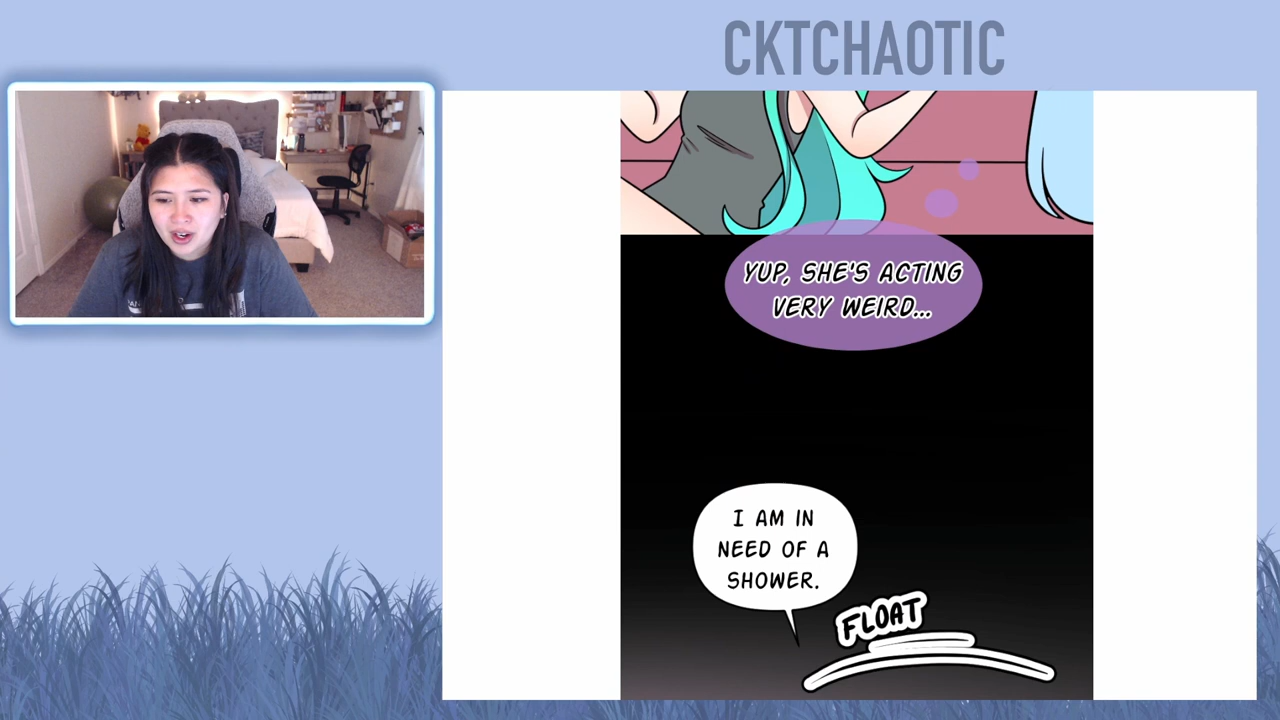 CKTCHAOTIC
YUP, SHE'S ACTING
VERY WEIRD...
I AM IN
NEED OF A
SHOWER.
FLOAT